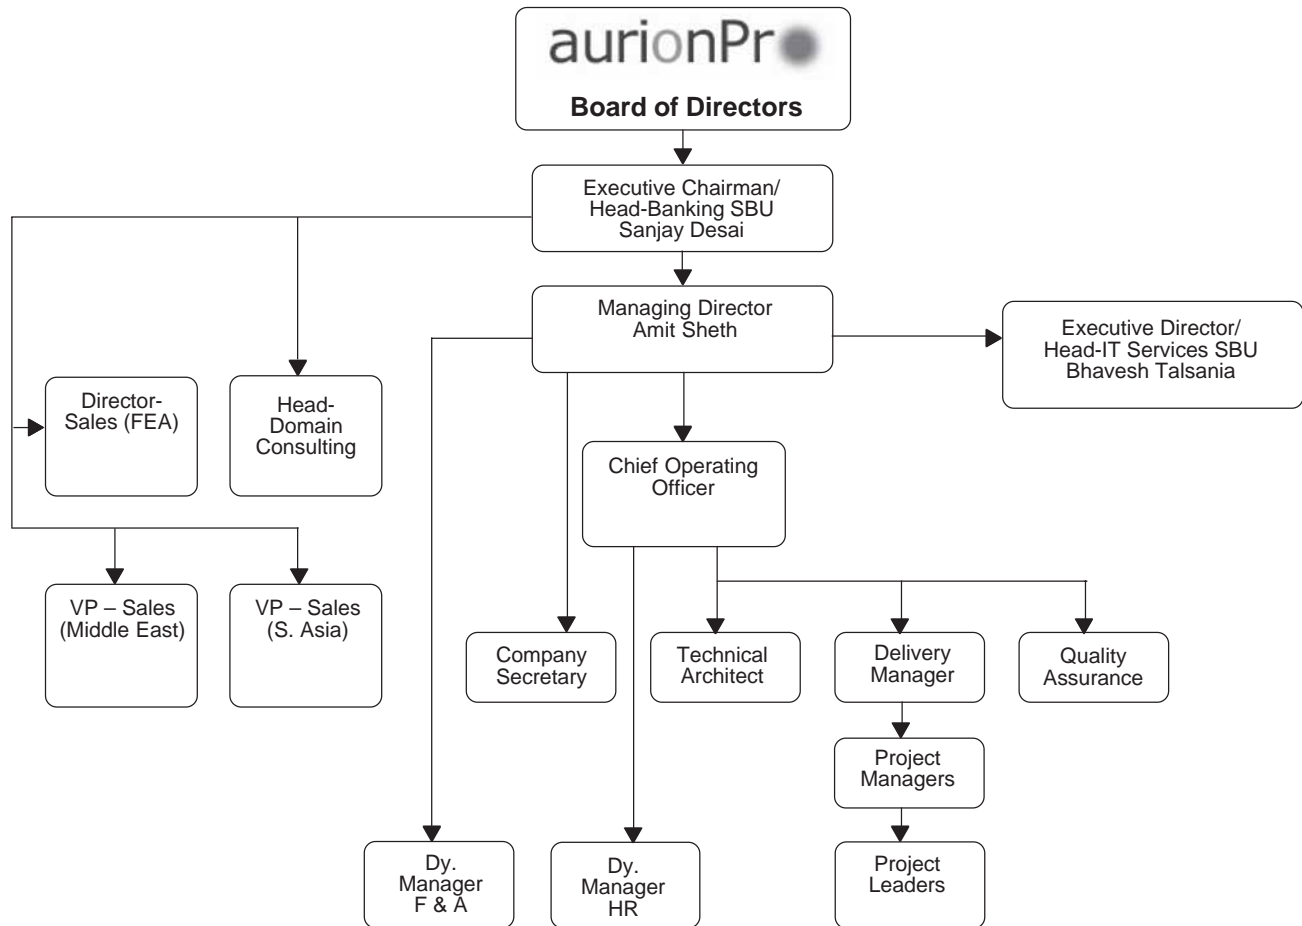 aurionPro
Board of Directors
Executive Chairman/
Head-Banking SBU
Sanjay Desai
Managing Director
Amit Sheth
Executive Director/
Head-IT Services SBU
Bhavesh Talsania
Director-
Sales (FEA)
Head-
Domain
Consulting
Chief Operating
Officer
VP – Sales
(Middle East)
VP – Sales
(S. Asia)
Company
Secretary
Technical
Architect
Delivery
Manager
Quality
Assurance
Project
Managers
Dy.
Manager
F & A
Dy.
Manager
HR
Project
Leaders